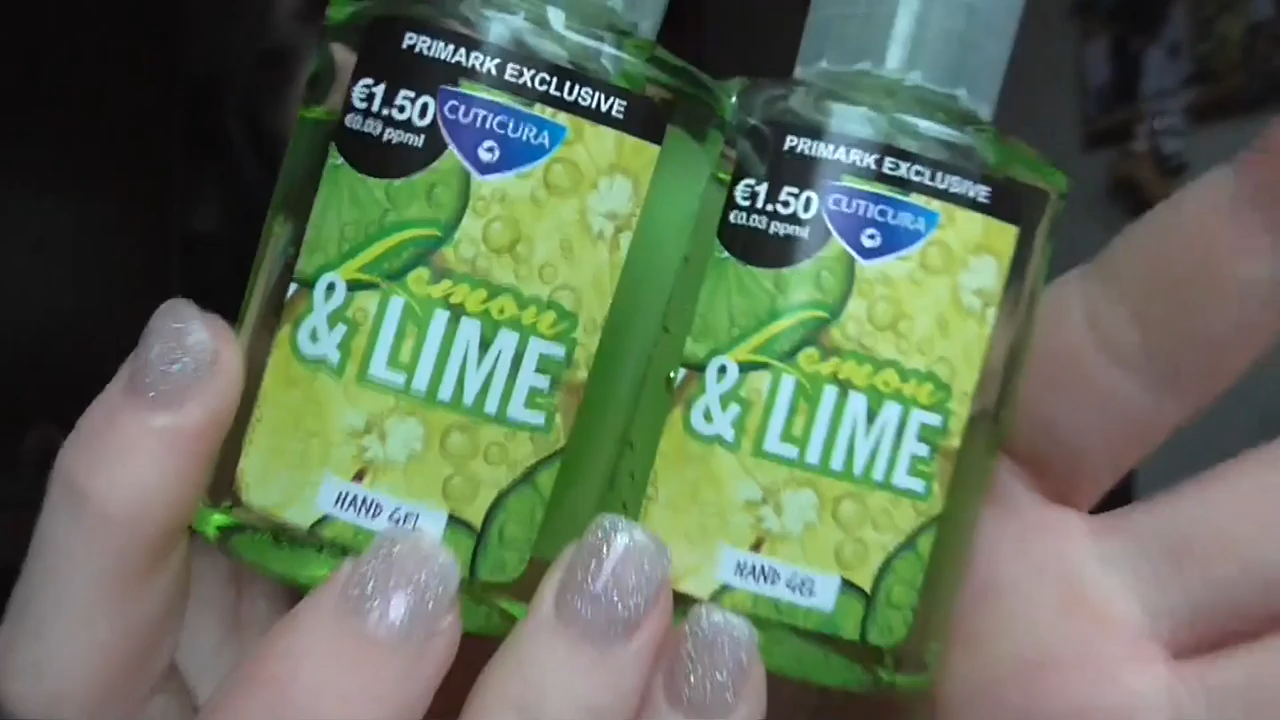 PRIMARK EXCLUSIVE
€1.50
€0.03 ppml
CUTICURA
Lemon
& LIME
HAND GEL
PRIMARK EXCLUSIVE
€1.50
€0.03 ppml
CUTICURA
Lemon
& LIME
HAND GEL